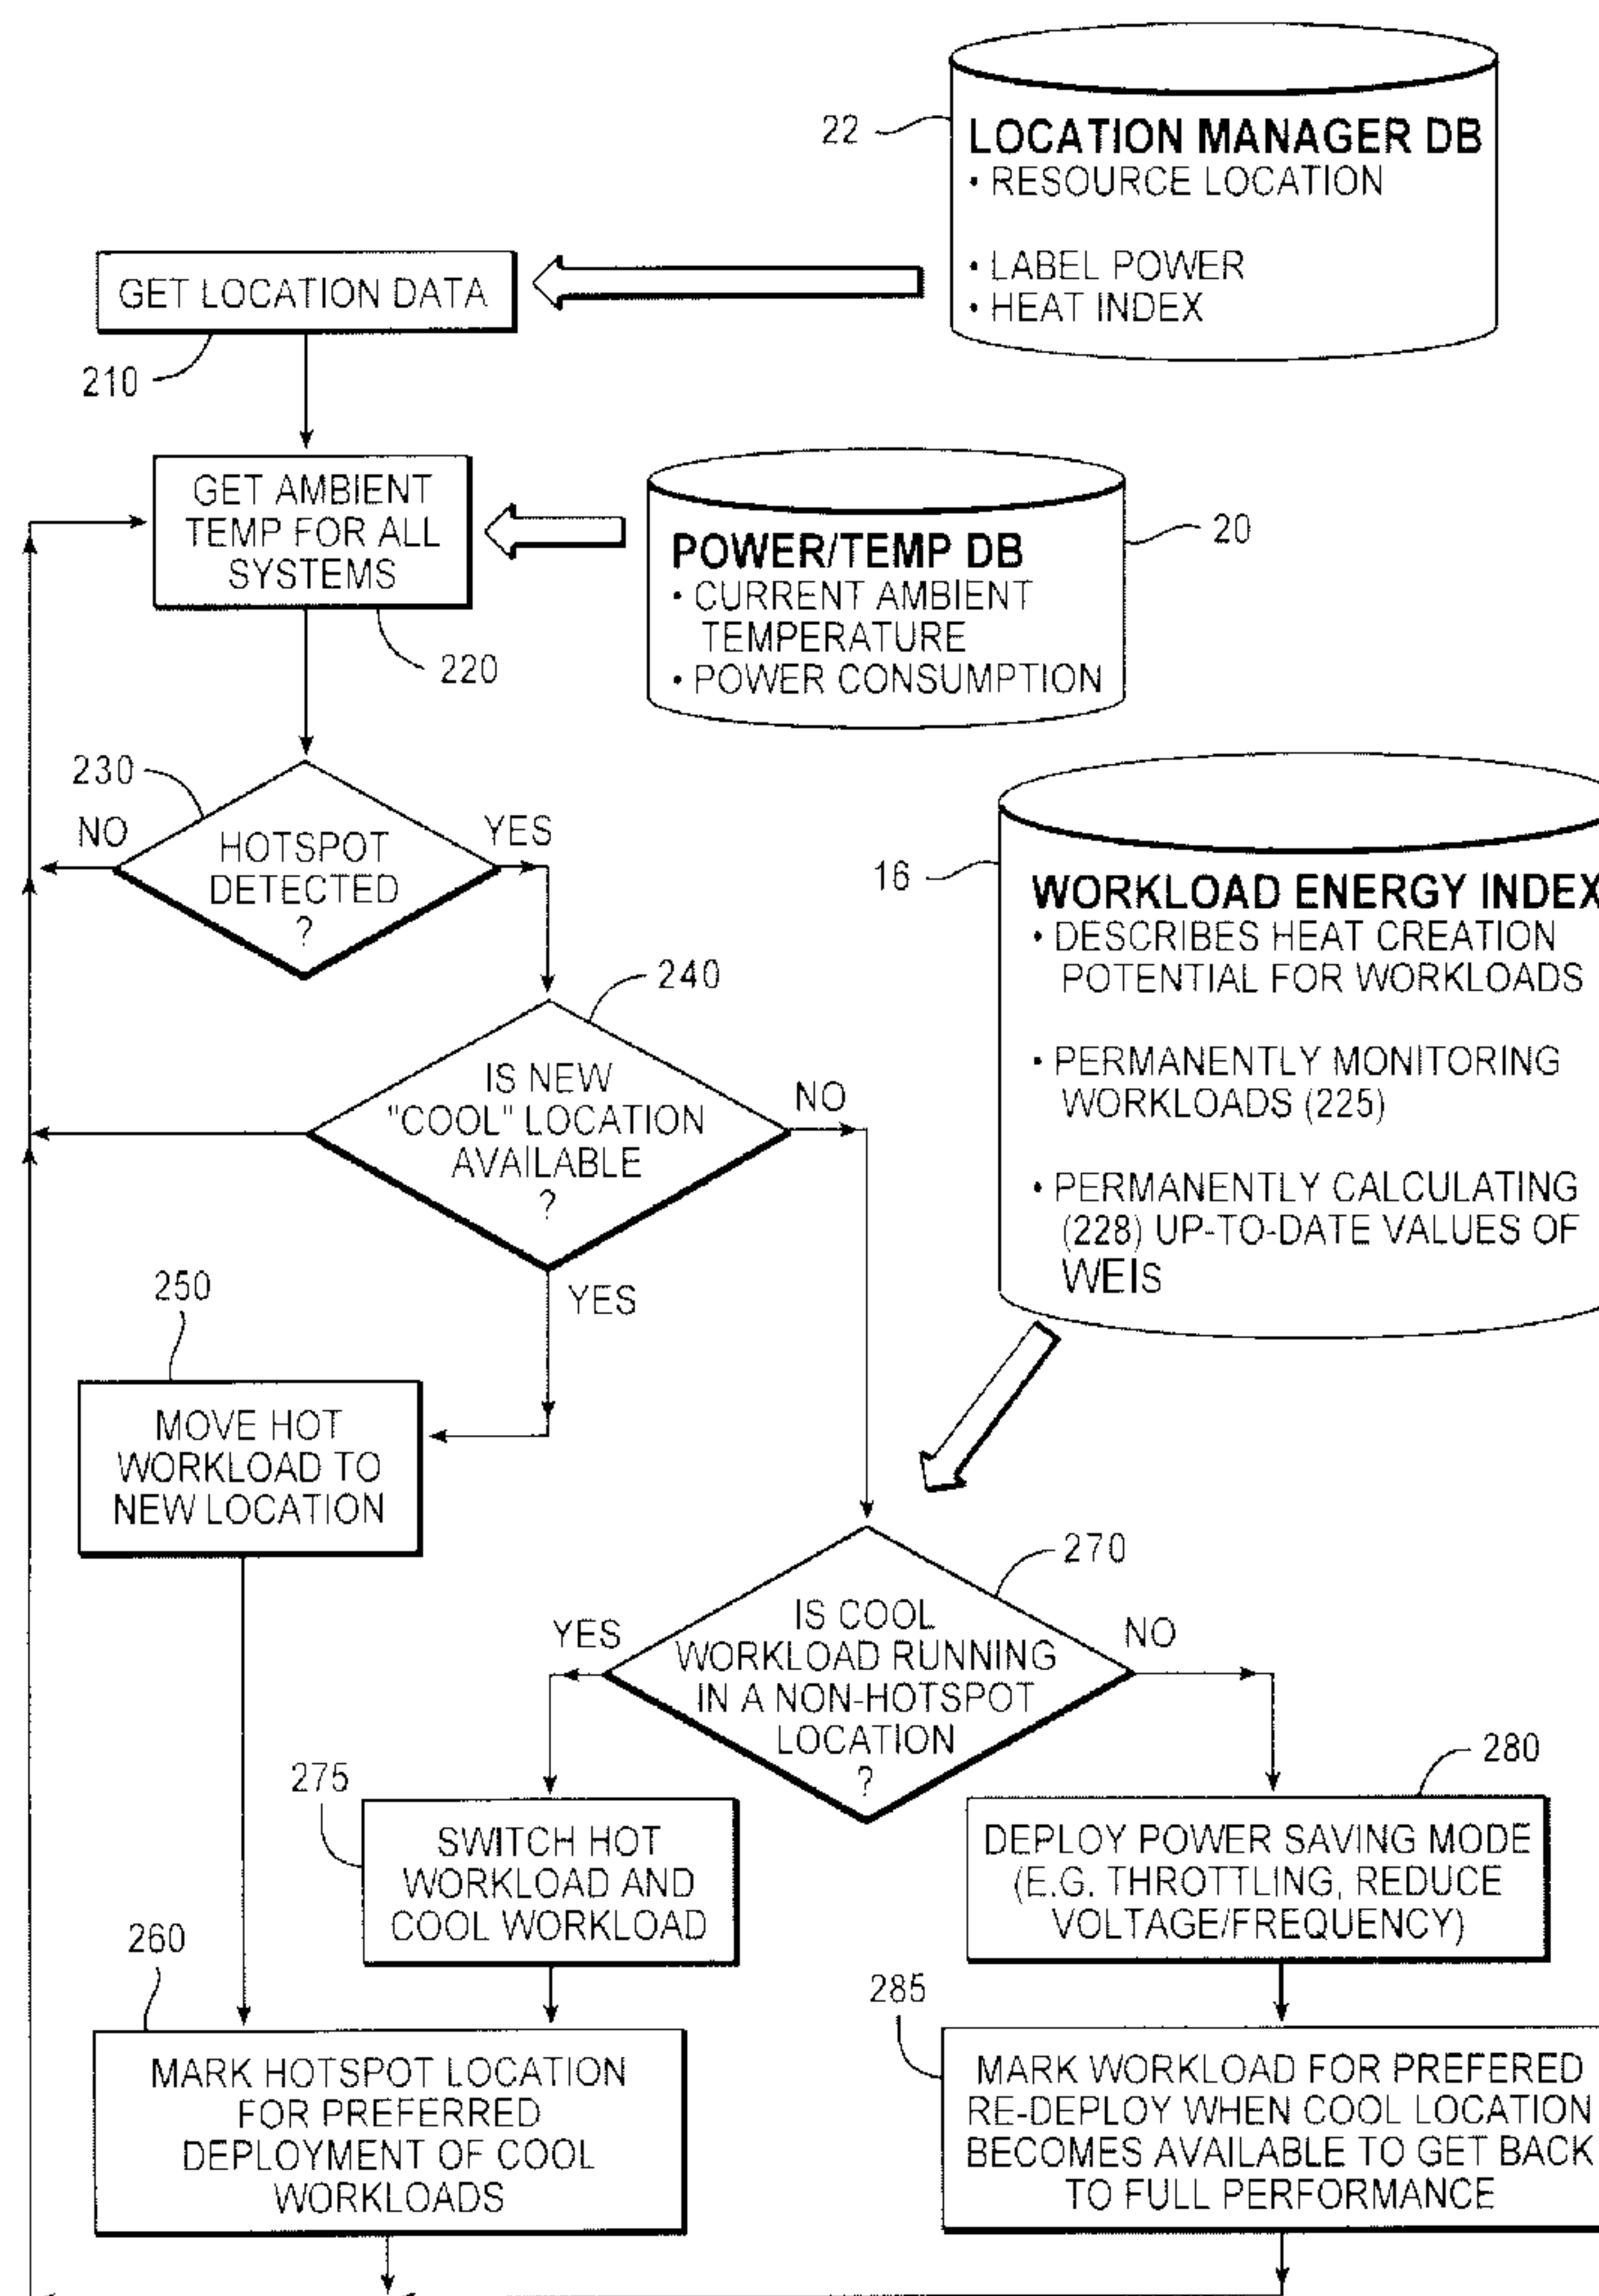 22
LOCATION MANAGER DB
• RESOURCE LOCATION
• LABEL POWER
• HEAT INDEX
GET LOCATION DATA
210
GET AMBIENT
TEMP FOR ALL
SYSTEMS
220
POWER/TEMP DB
• CURRENT AMBIENT
TEMPERATURE
• POWER CONSUMPTION
20
230
NO
YES
HOTSPOT
DETECTED
?
16
WORKLOAD ENERGY INDEX
• DESCRIBES HEAT CREATION
POTENTIAL FOR WORKLOADS
• PERMANENTLY MONITORING
WORKLOADS (225)
• PERMANENTLY CALCULATING
(228) UP-TO-DATE VALUES OF
WEIS
240
IS NEW
"COOL" LOCATION
AVAILABLE
?
NO
YES
250
MOVE HOT
WORKLOAD TO
NEW LOCATION
270
IS COOL
WORKLOAD RUNNING
IN A NON-HOTSPOT
LOCATION
?
YES
NO
275
SWITCH HOT
WORKLOAD AND
COOL WORKLOAD
280
DEPLOY POWER SAVING MODE
(E.G. THROTTLING, REDUCE
VOLTAGE/FREQUENCY)
260
MARK HOTSPOT LOCATION
FOR PREFERRED
DEPLOYMENT OF COOL
WORKLOADS
285
MARK WORKLOAD FOR PREFERED
RE-DEPLOY WHEN COOL LOCATION
BECOMES AVAILABLE TO GET BACK
TO FULL PERFORMANCE